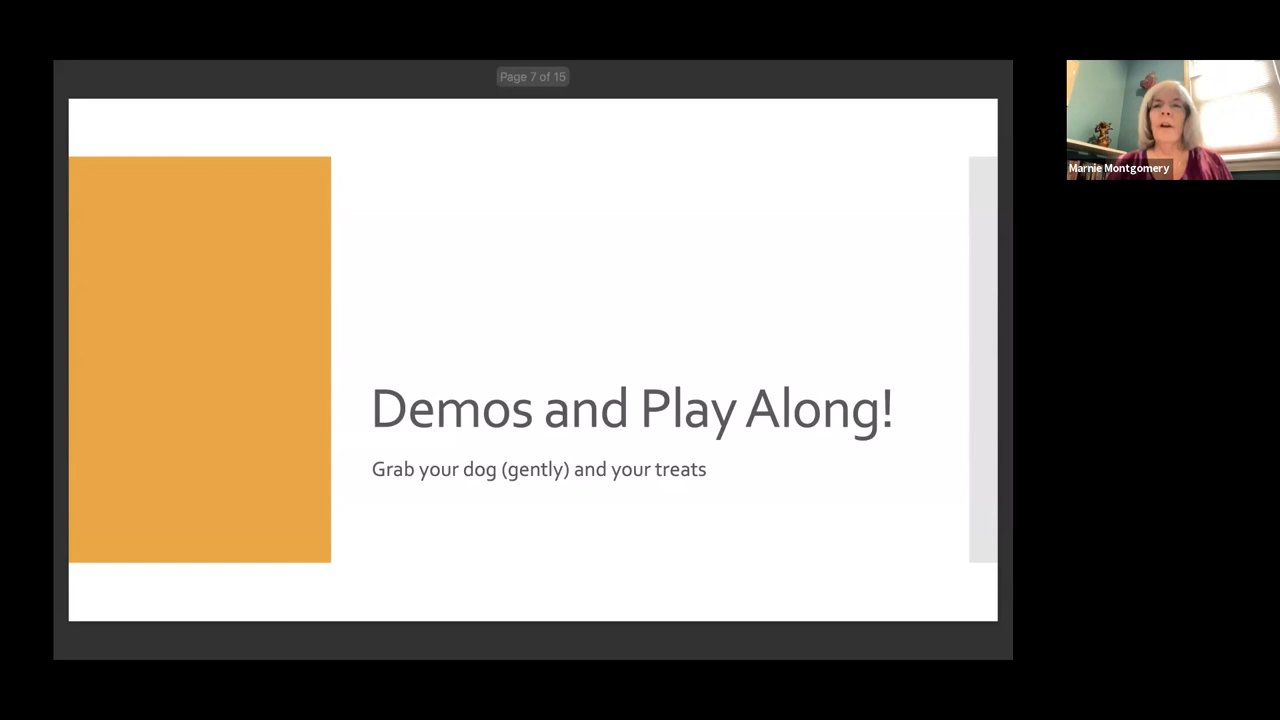 Page 7 of 15
Demos and Play Along!
Grab your dog (gently) and your treats
Marnie Montgomery